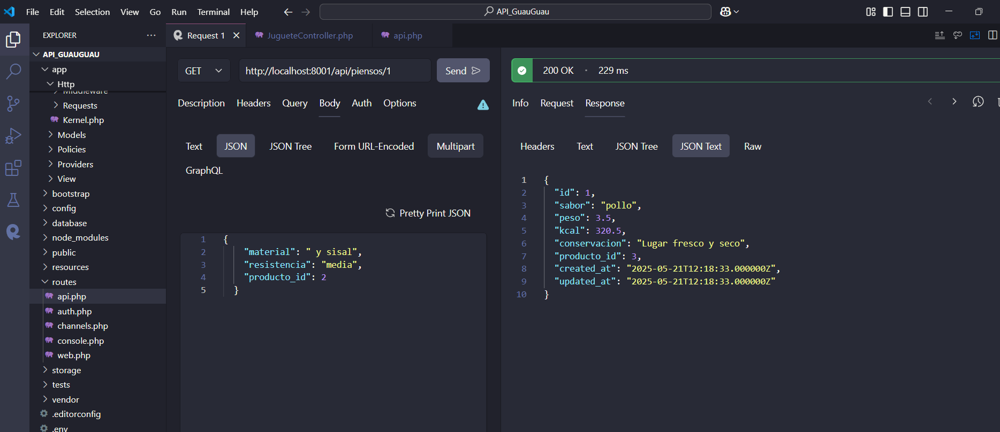 File Edit Selection View Go Run Terminal Help
API_GuauGuau
EXPLORER
API_GUAUGUAU
app
Http
Middleware
Requests
Kernel.php
Models
Policies
Providers
View
bootstrap
config
database
node_modules
public
resources
routes
api.php
auth.php
channels.php
console.php
web.php
storage
tests
vendor
.editorconfig
.env
Request 1 JugueteController.php api.php
GET http://localhost:8001/api/piensos/1 Send
Description Headers Query Body Auth Options
Text JSON JSON Tree Form URL-Encoded Multipart
GraphQL
Pretty Print JSON
1 {
2 "material": " y sisal",
3 "resistencia": "media",
4 "producto_id": 2
5 }
200 OK · 229 ms
Info Request Response
Headers Text JSON Tree JSON Text Raw
1 {
2 "id": 1,
3 "sabor": "pollo",
4 "peso": 3.5,
5 "kcal": 320.5,
6 "conservacion": "Lugar fresco y seco",
7 "producto_id": 3,
8 "created_at": "2025-05-21T12:18:33.000000Z",
9 "updated_at": "2025-05-21T12:18:33.000000Z"
10 }